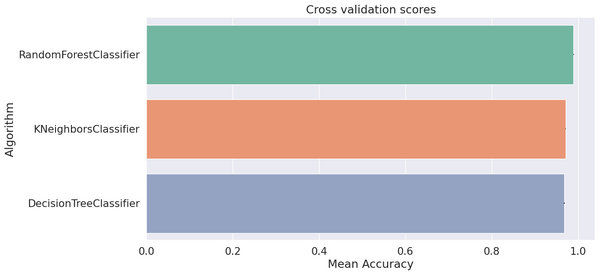 Cross validation scores
Algorithm
RandomForestClassifier
KNeighborsClassifier
DecisionTreeClassifier
0.0 0.2 0.4 0.6 0.8 1.0
Mean Accuracy